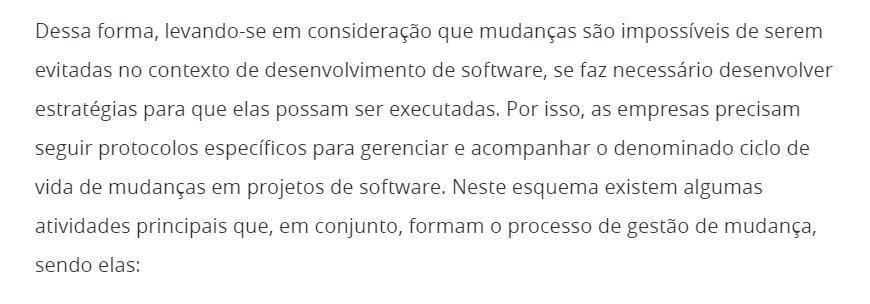 Dessa forma, levando-se em consideração que mudanças são impossíveis de serem
evitadas no contexto de desenvolvimento de software, se faz necessário desenvolver
estratégias para que elas possam ser executadas. Por isso, as empresas precisam
seguir protocolos específicos para gerenciar e acompanhar o denominado ciclo de
vida de mudanças em projetos de software. Neste esquema existem algumas
atividades principais que, em conjunto, formam o processo de gestão de mudança,
sendo elas: